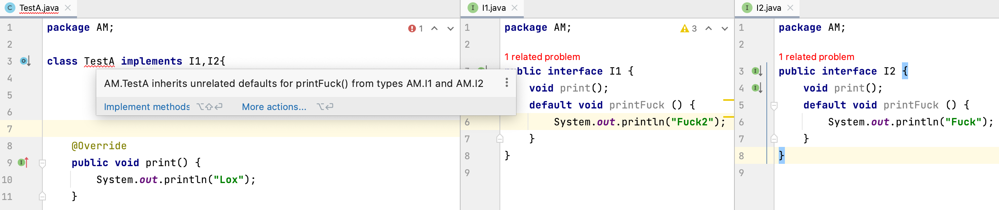 TestA.java
1 package AM;
1
2
3 class TestA implements I1,I2{
4
5
6
7
8 @Override
9 public void print() {
10 System.out.println("Lox");
11 }
AM.TestA inherits unrelated defaults for printFuck() from types AM.I1 and AM.I2
Implement methods ⌥⇧⏎ More actions... ⌥⏎
I1.java
1 package AM;
3
2
1 related problem
public interface I1 {
void print();
default void printFuck () {
6 System.out.println("Fuck2");
7 }
8 }
9
I2.java
1 package AM;
2
1 related problem
3 public interface I2 {
4 void print();
5 default void printFuck () {
6 System.out.println("Fuck");
7 }
8 }
9